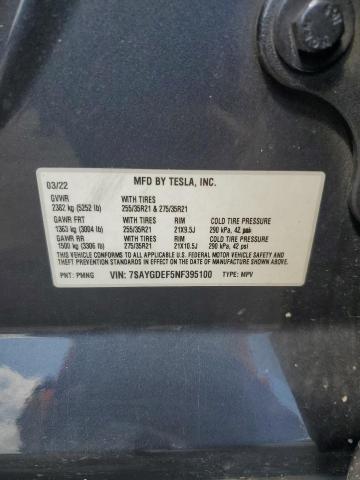 MFD BY TESLA, INC.
03/22
GVWR WITH TIRES
2382 kg (5252 lb) 255/35R21 & 275/35R21
GAWR FRT WITH TIRES RIM COLD TIRE PRESSURE
1363 kg (3004 lb) 255/35R21 21X9.5J 290 kPa, 42 psi
GAWR RR WITH TIRES RIM COLD TIRE PRESSURE
1500 kg (3306 lb) 275/35R21 21X10.5J 290 kPa, 42 psi
THIS VEHICLE CONFORMS TO ALL APPLICABLE
U.S. FEDERAL MOTOR VEHICLE SAFETY AND
THEFT PREVENTION STANDARDS IN EFFECT ON THE
DATE OF MANUFACTURE SHOWN ABOVE.
PNT: PMNG VIN: 7SAYGDEF5NF395100 TYPE: MPV